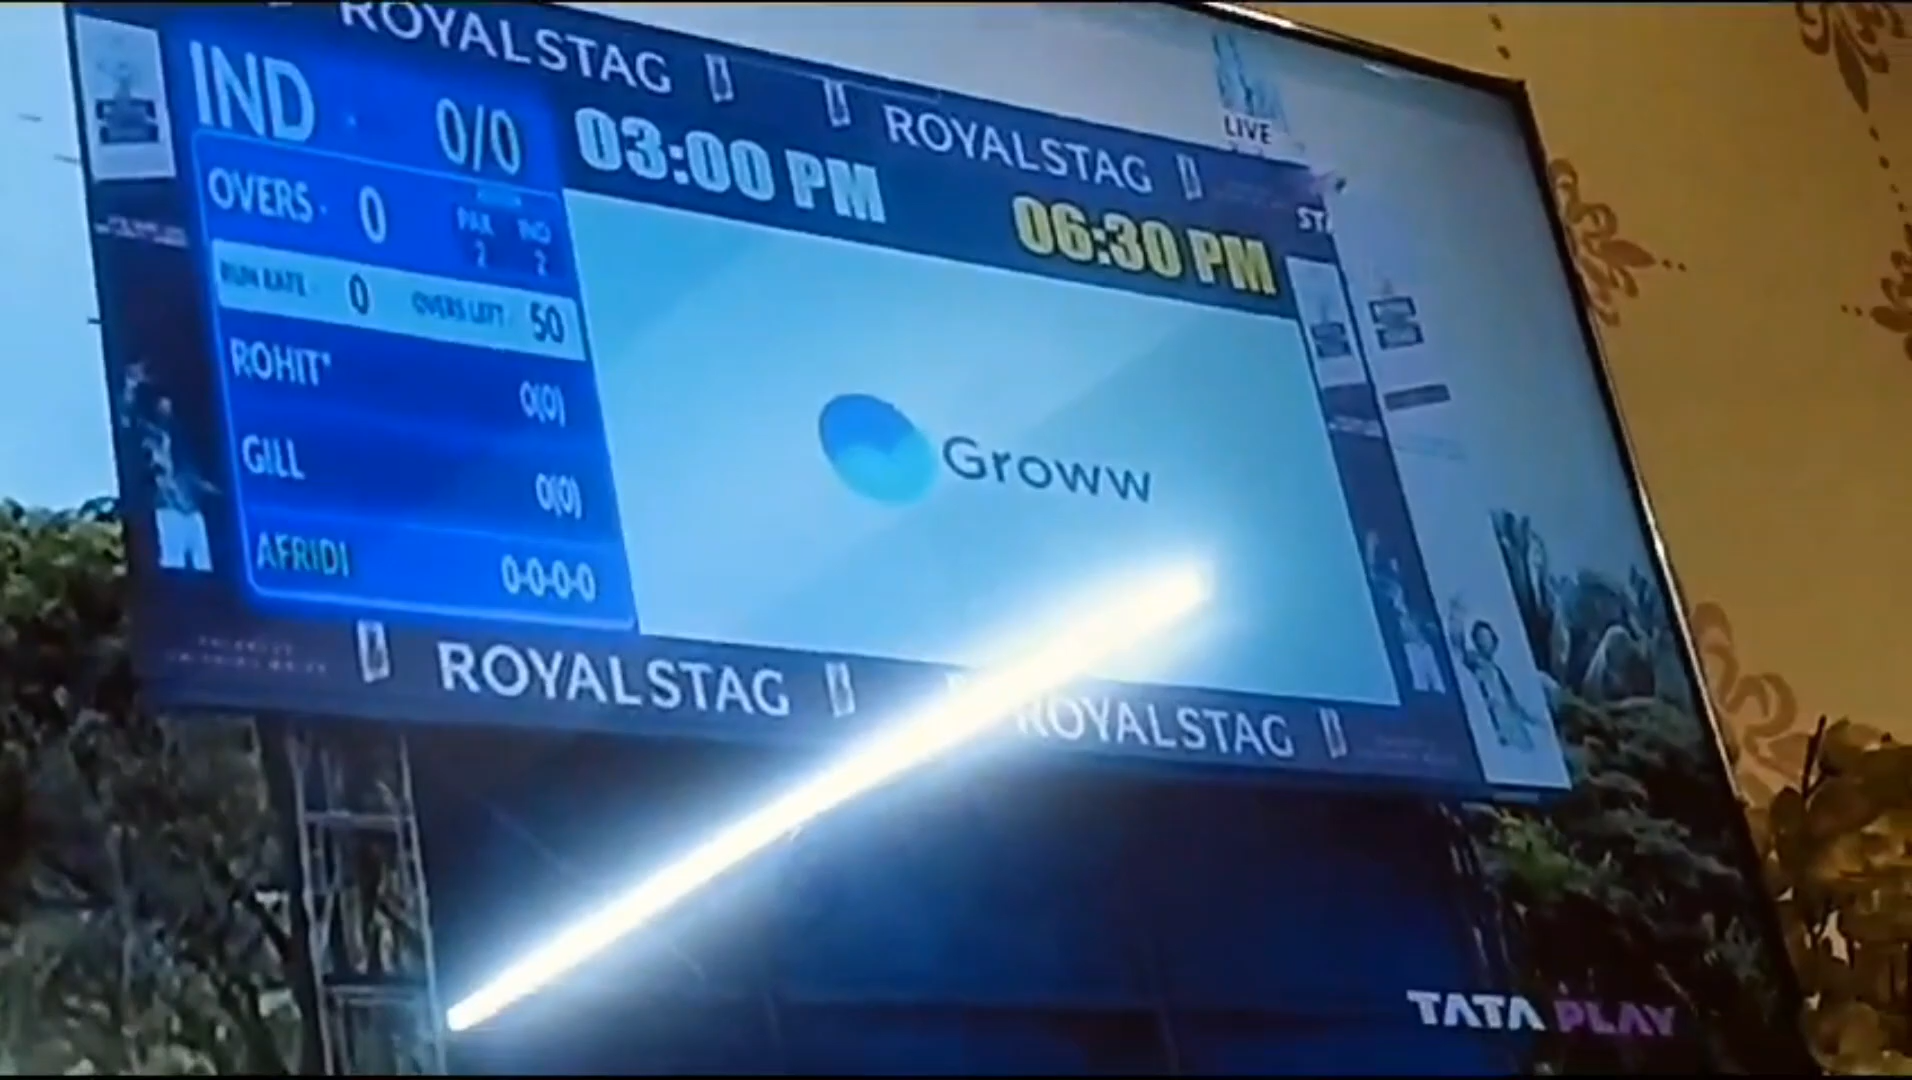 ROYALSTAG
IND 0/0
03:00 PM
ROYALSTAG
LIVE
OVERS 0
PAK IND
2 2
06:30 PM
RUN RATE 0 OVERS LEFT 50
ROHIT* 0(0)
GILL 0(0)
AFRIDI 0-0-0-0
Groww
ROYALSTAG
ROYALSTAG
TATA PLAY